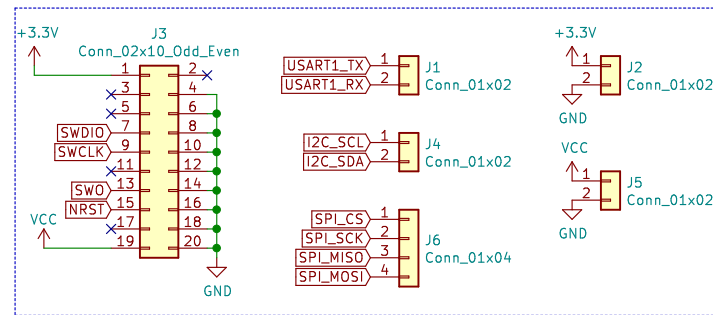 J3
Conn_02x10_Odd_Even
+3.3V
1 2
3 4
5 6
SWDIO 7 8
SWCLK 9 10
11 12
SWO 13 14
NRST 15 16
17 18
VCC 19 20
GND
USART1_TX 1
USART1_RX 2
J1
Conn_01x02
I2C_SCL 1
I2C_SDA 2
J4
Conn_01x02
SPI_CS 1
SPI_SCK 2
SPI_MISO 3
SPI_MOSI 4
J6
Conn_01x04
+3.3V
1
2
J2
Conn_01x02
GND
VCC
1
2
J5
Conn_01x02
GND